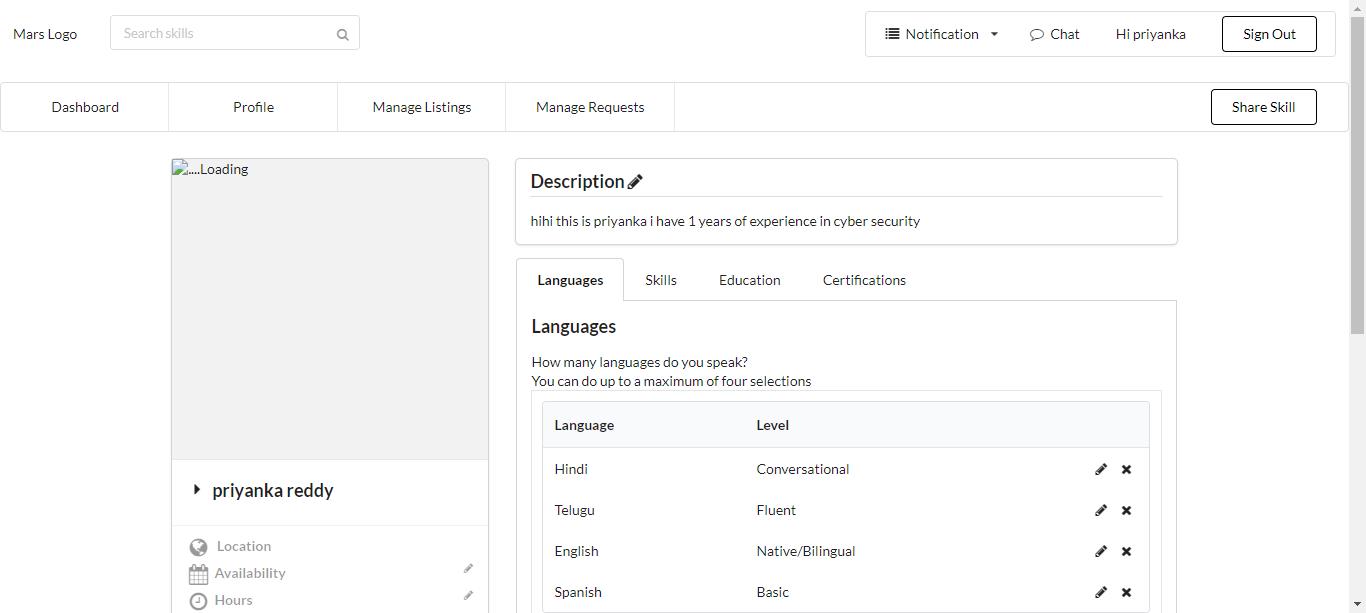 Mars Logo
Search skills
Notification Chat Hi priyanka Sign Out
Dashboard Profile Manage Listings Manage Requests Share Skill
....Loading
priyanka reddy
Location
Availability
Hours
Description
hihi this is priyanka i have 1 years of experience in cyber security
Languages Skills Education Certifications
Languages
How many languages do you speak?
You can do up to a maximum of four selections
Language Level
Hindi Conversational
Telugu Fluent
English Native/Bilingual
Spanish Basic